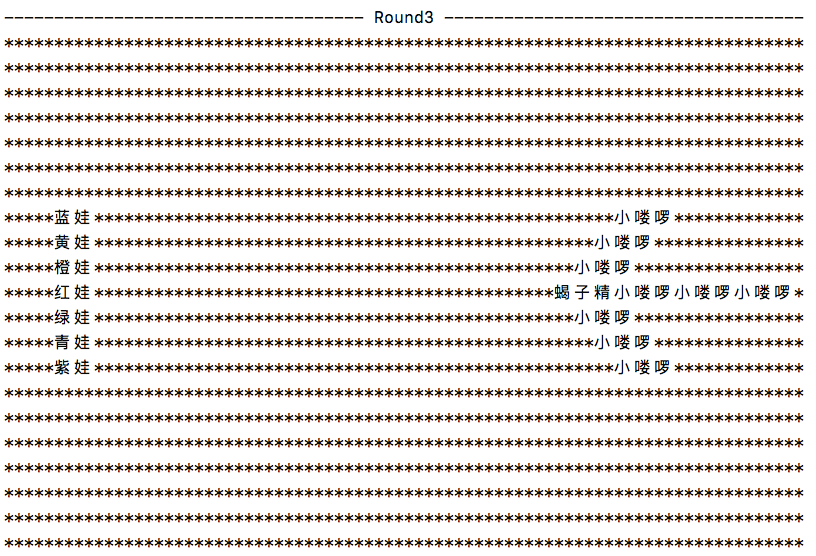 ------------------------------------ Round3 ------------------------------------
********************************************************************************
********************************************************************************
********************************************************************************
********************************************************************************
********************************************************************************
********************************************************************************
********************************************************************************
*****蓝娃****************************************************小喽啰*************
*****黄娃**************************************************小喽啰***************
*****橙娃************************************************小喽啰*****************
*****红娃**********************************************蝎子精小喽啰小喽啰小喽啰*
*****绿娃************************************************小喽啰*****************
*****青娃**************************************************小喽啰***************
*****紫娃****************************************************小喽啰*************
********************************************************************************
********************************************************************************
********************************************************************************
********************************************************************************
********************************************************************************
********************************************************************************
********************************************************************************